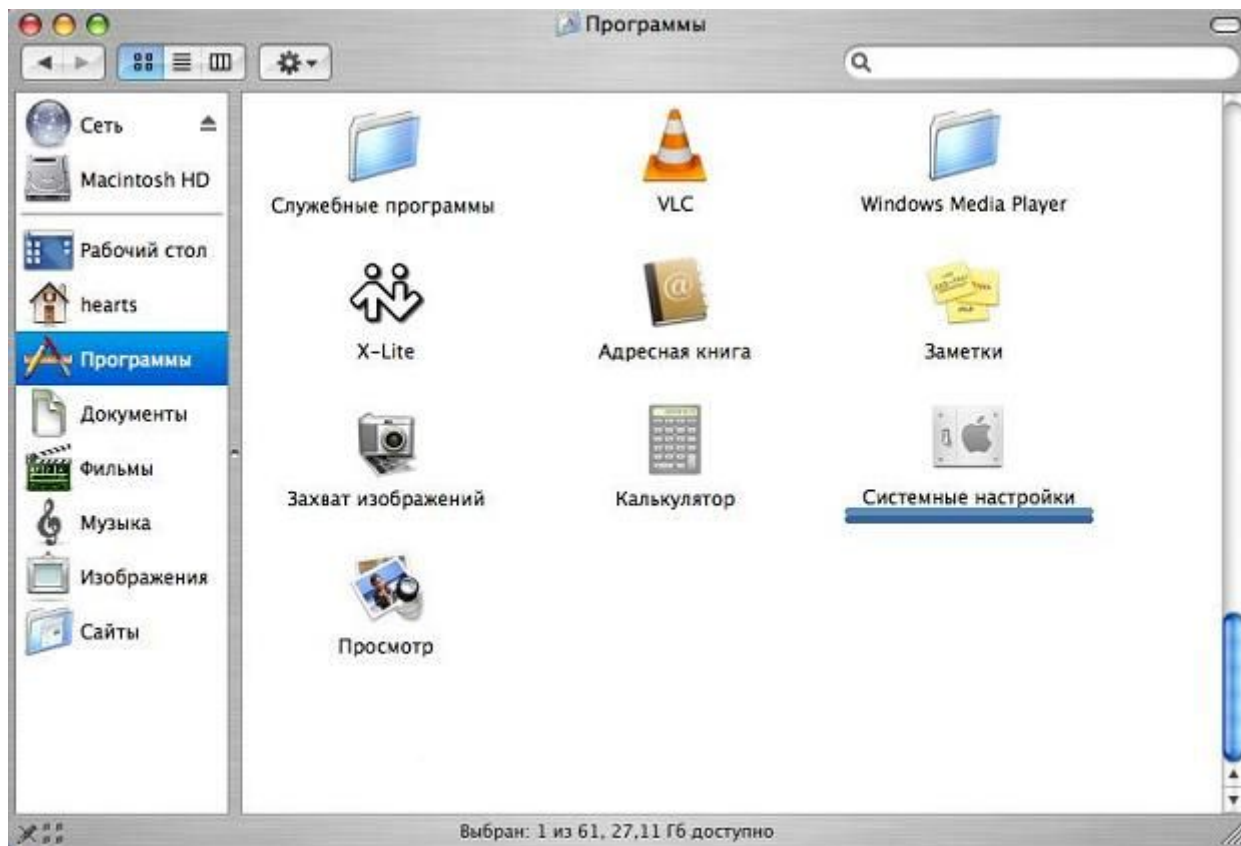 Программы
Сеть
Macintosh HD
Рабочий стол
hearts
Программы
Документы
Фильмы
Музыка
Изображения
Сайты
Служебные программы
VLC
Windows Media Player
X-Lite
Адресная книга
Заметки
Захват изображений
Калькулятор
Системные настройки
Просмотр
Выбран: 1 из 61, 27,11 Гб доступно